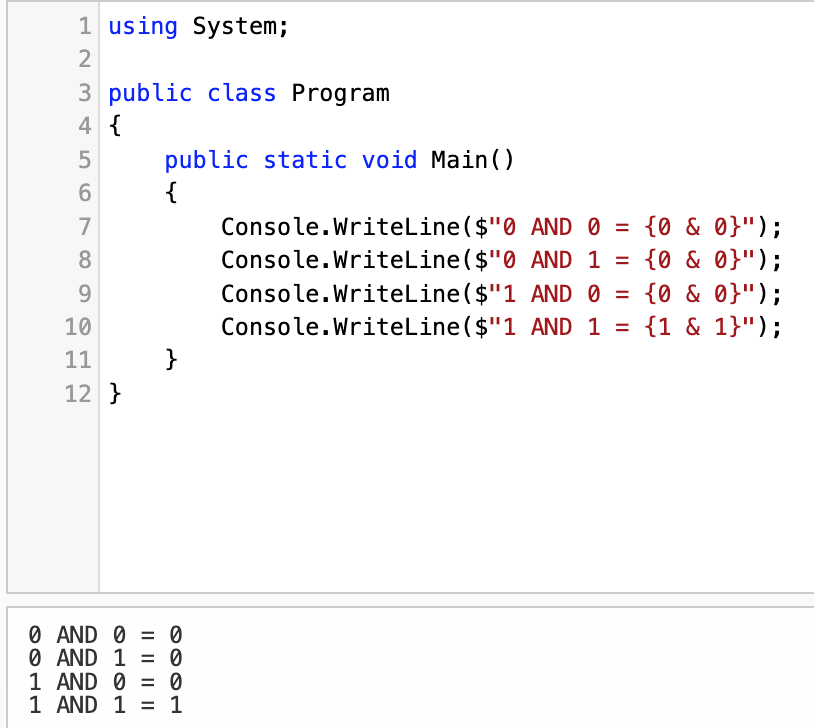 1 using System;
2
3 public class Program
4 {
5     public static void Main()
6     {
7         Console.WriteLine($"0 AND 0 = {0 & 0}");
8         Console.WriteLine($"0 AND 1 = {0 & 0}");
9         Console.WriteLine($"1 AND 0 = {0 & 0}");
10         Console.WriteLine($"1 AND 1 = {1 & 1}");
11     }
12 }
0 AND 0 = 0
0 AND 1 = 0
1 AND 0 = 0
1 AND 1 = 1